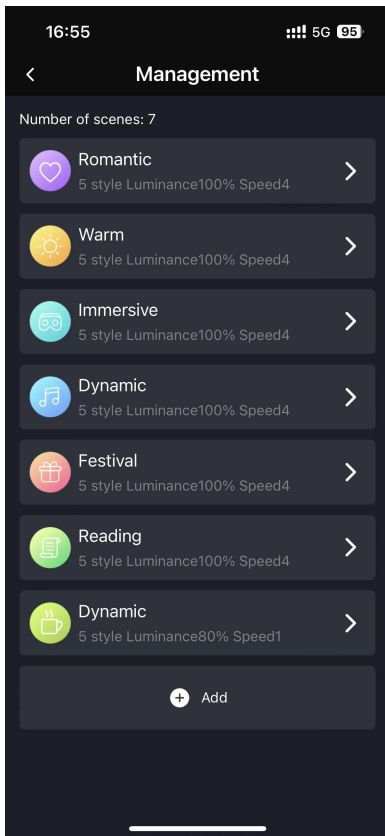 16:55 5G 95
Management
Number of scenes: 7
Romantic
5 style Luminance100% Speed4
Warm
5 style Luminance100% Speed4
Immersive
5 style Luminance100% Speed4
Dynamic
5 style Luminance100% Speed4
Festival
5 style Luminance100% Speed4
Reading
5 style Luminance100% Speed4
Dynamic
5 style Luminance80% Speed1
Add